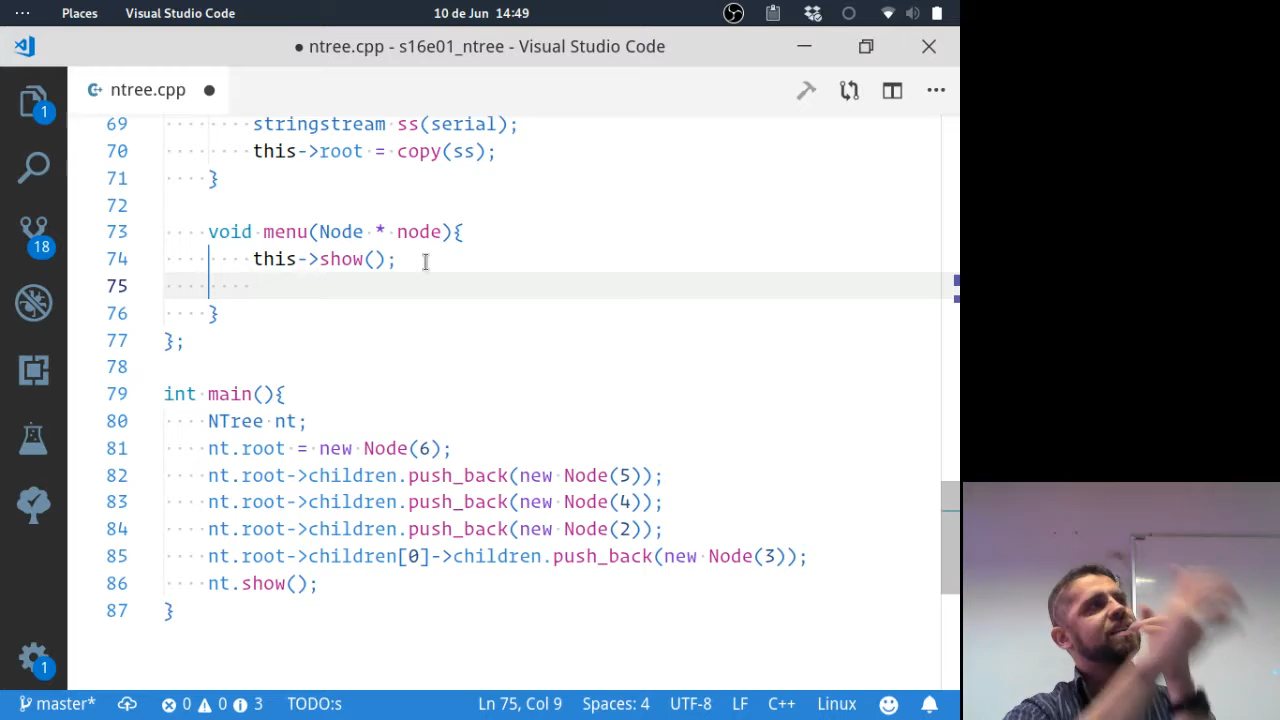 Places Visual Studio Code 10 de Jun 14:49
● ntree.cpp - s16e01_ntree - Visual Studio Code
ntree.cpp
69 stringstream ss(serial);
70 this->root = copy(ss);
71 }
72
73 void menu(Node * node){
74 this->show();
75
76 }
77 };
78
79 int main(){
80 NTree nt;
81 nt.root = new Node(6);
82 nt.root->children.push_back(new Node(5));
83 nt.root->children.push_back(new Node(4));
84 nt.root->children.push_back(new Node(2));
85 nt.root->children[0]->children.push_back(new Node(3));
86 nt.show();
87 }
1
18
1
master* 0 0 3 TODO:s Ln 75, Col 9 Spaces: 4 UTF-8 LF C++ Linux